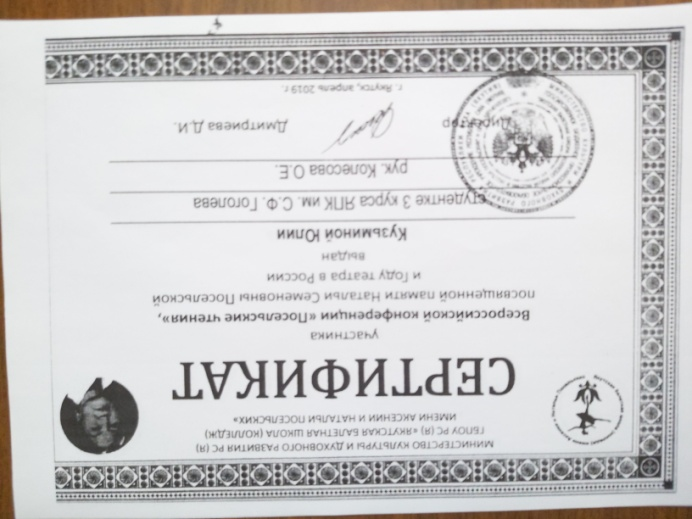 МИНИСТЕРСТВО КУЛЬТУРЫ И ДУХОВНОГО РАЗВИТИЯ РС (Я)
ГБПОУ РС (Я) «ЯКУТСКАЯ БАЛЕТНАЯ ШКОЛА (КОЛЛЕДЖ)
ИМЕНИ АКСЕНИИ И НАТАЛЬИ ПОСЕЛЬСКИХ»
СЕРТИФИКАТ
участника
Всероссийской конференции «Посельские чтения»,
посвященной памяти Натальи Семеновны Посельской
и Году театра в России
выдан
Кузьминой Юлии
студентке 3 курса ЯПК им. С.Ф. Гоголева
рук. Колесова О.Е.
Директор Дмитриева Д.И.
г. Якутск, апрель 2019 г.